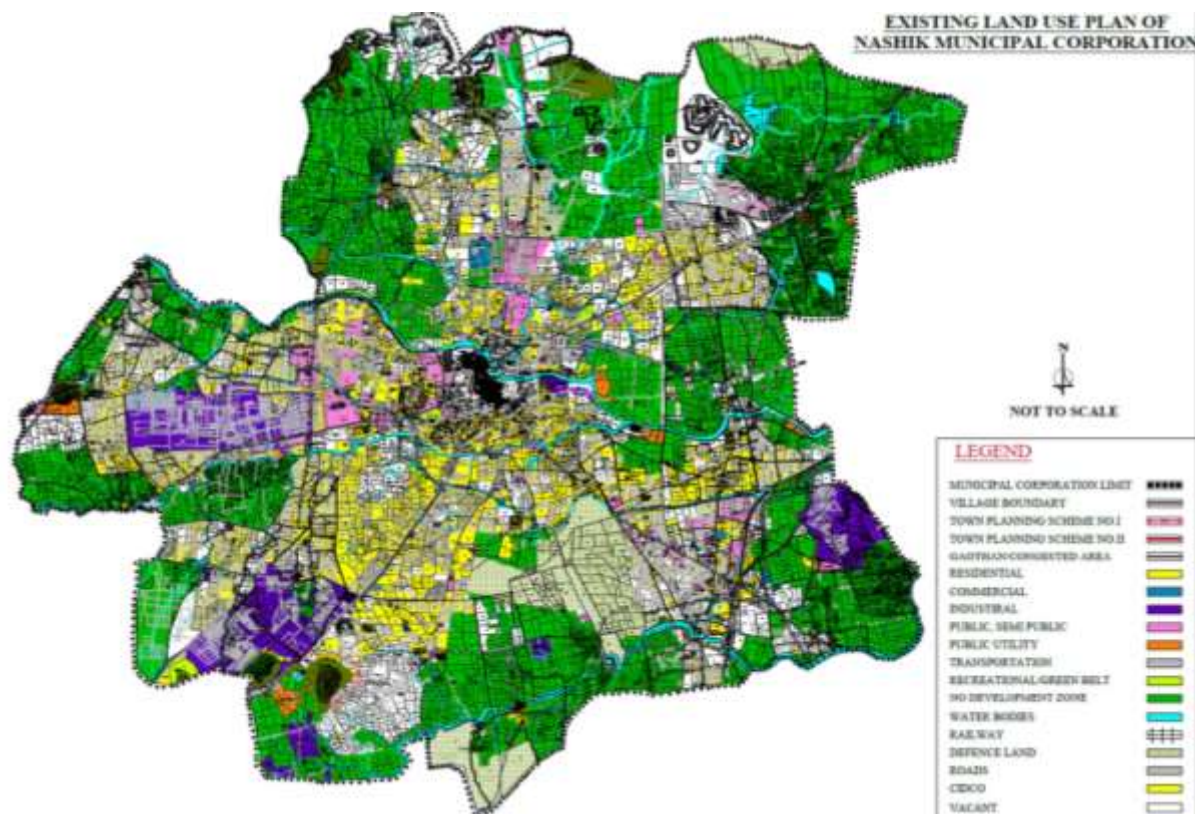 EXISTING LAND USE PLAN OF
NASHIK MUNICIPAL CORPORATION
N
NOT TO SCALE
LEGEND
MUNICIPAL CORPORATION LIMIT
VILLAGE BOUNDARY
TOWN PLANNING SCHEME NO.I
TOWN PLANNING SCHEME NO.II
GAOTHAN/CONGESTED AREA
RESIDENTIAL
COMMERCIAL
INDUSTIRAL
PUBLIC, SEMI PUBLIC
PUBLIC UTILITY
TRANSPORTATION
RECREATIONAL/GREEN BELT
NO DEVELOPMENT ZONE
WATER BODIES
RAILWAY
DEFENCE LAND
ROADS
CIDCO
VACANT